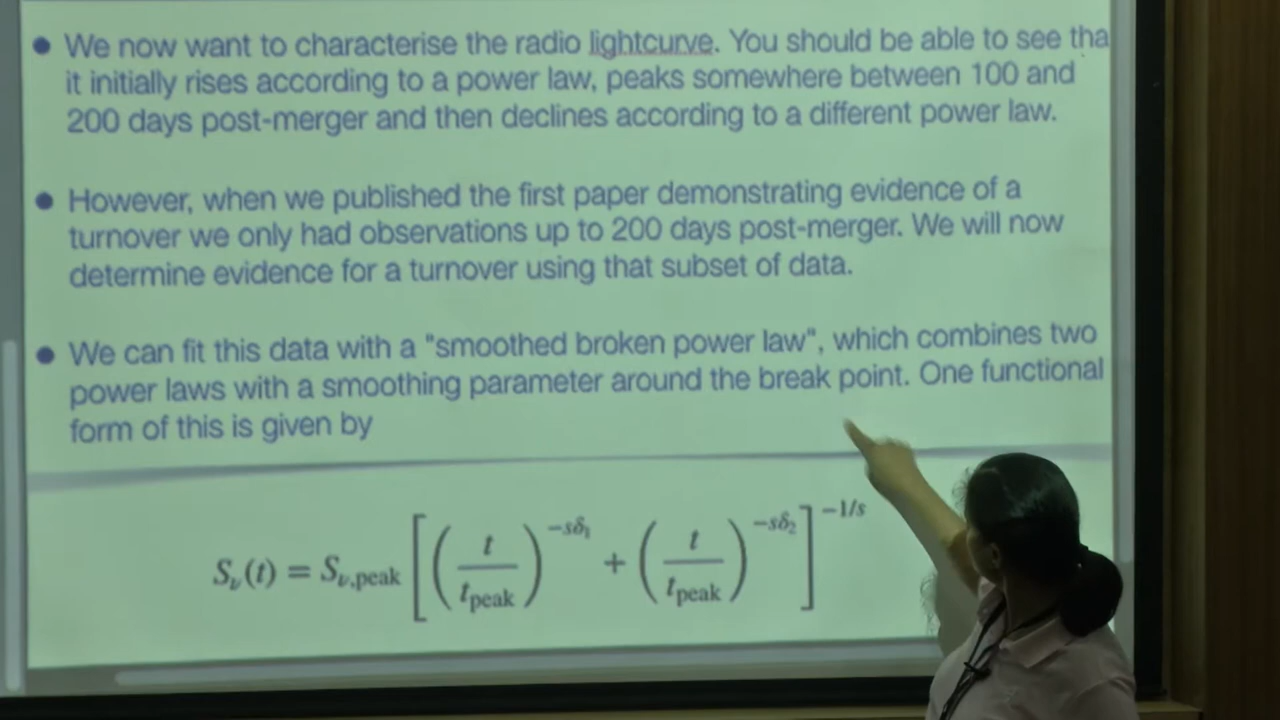 • We now want to characterise the radio lightcurve. You should be able to see tha
it initially rises according to a power law, peaks somewhere between 100 and
200 days post-merger and then declines according to a different power law.
• However, when we published the first paper demonstrating evidence of a
turnover we only had observations up to 200 days post-merger. We will now
determine evidence for a turnover using that subset of data.
• We can fit this data with a "smoothed broken power law", which combines two
power laws with a smoothing parameter around the break point. One functional
form of this is given by
S_ν(t) = S_ν,peak [(t/t_peak)^−sδ₁ + (t/t_peak)^−sδ₂]^−1/s